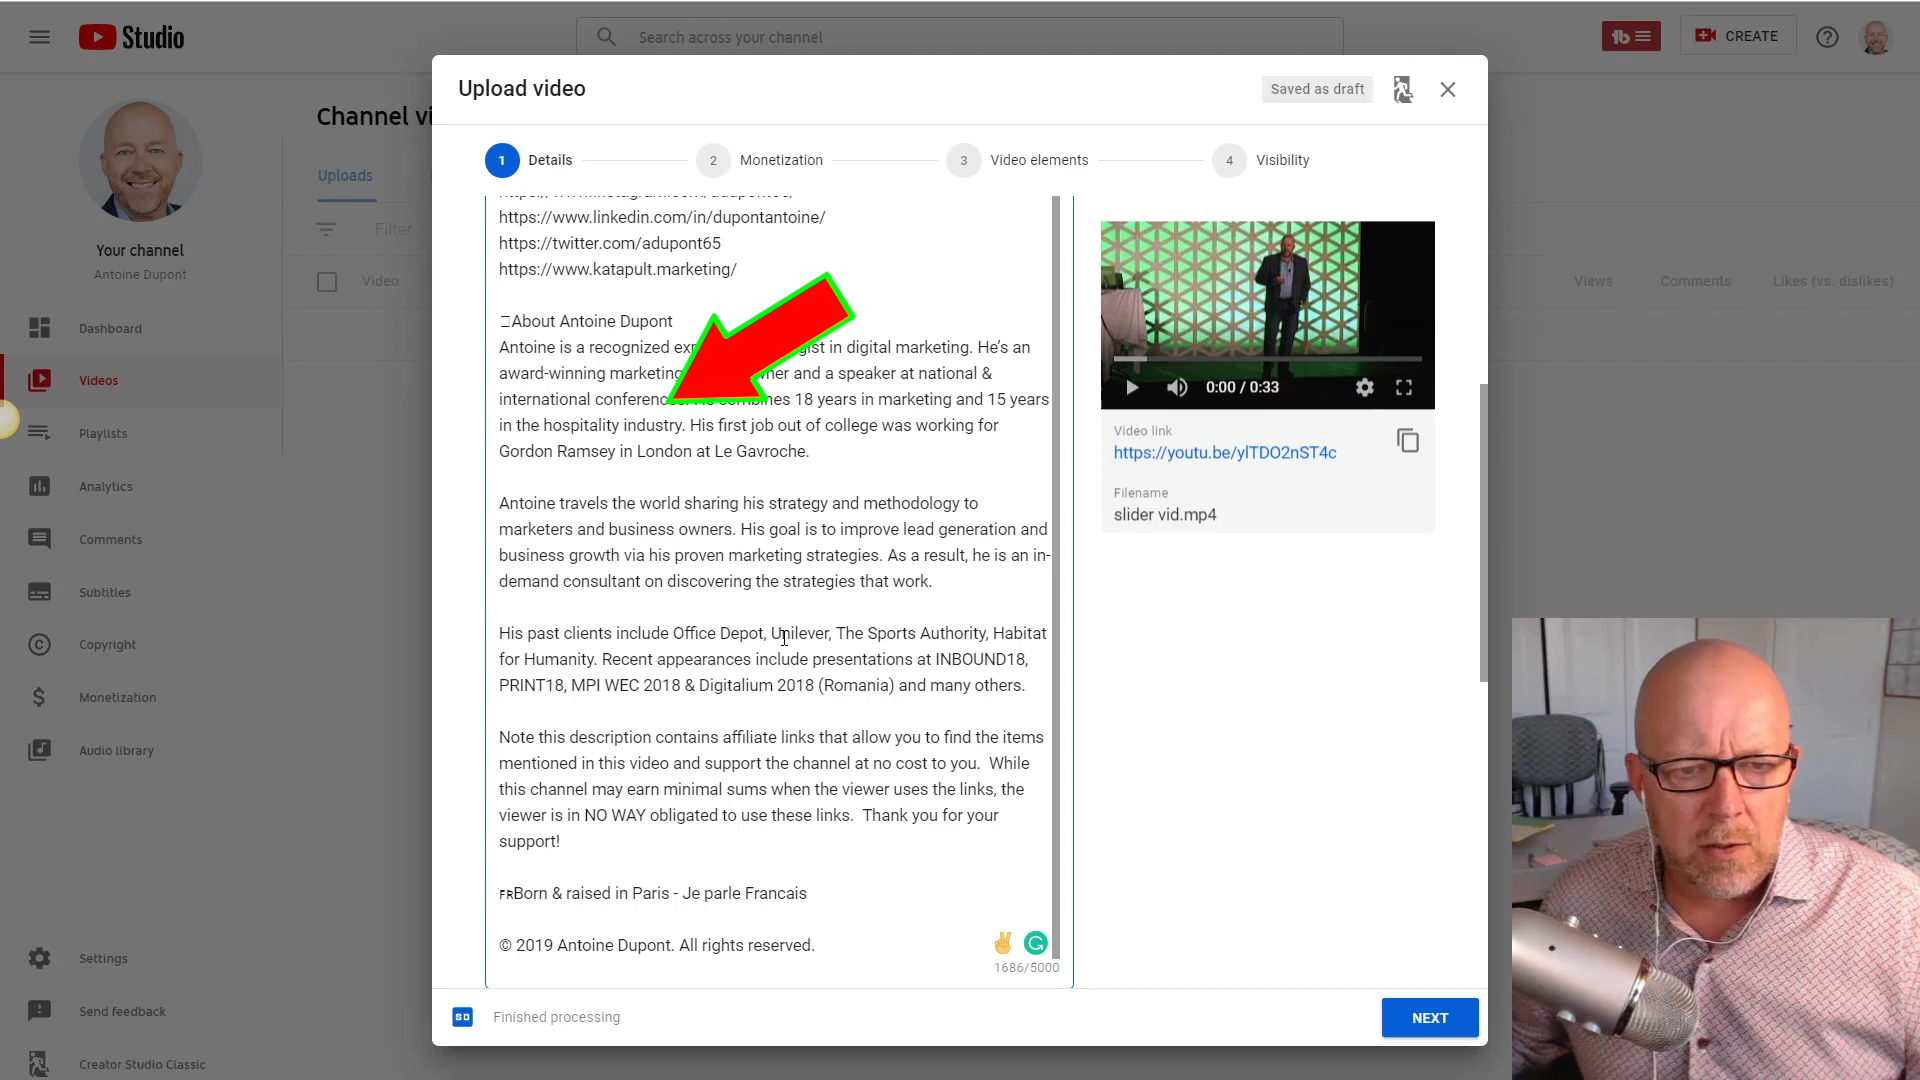 Studio
Search across your channel
CREATE
Upload video
Saved as draft
Channel vi
1 Details
2 Monetization
3 Video elements
4 Visibility
Uploads
Filter
Video
Views
Comments
Likes (vs. dislikes)
Your channel
Antoine Dupont
Dashboard
Videos
Playlists
Analytics
Comments
Subtitles
Copyright
Monetization
Audio library
Settings
Send feedback
Creator Studio Classic
https://www.linkedin.com/in/dupontantoine/
https://twitter.com/adupont65
https://www.katapult.marketing/
About Antoine Dupont
Antoine is a recognized in digital marketing. He's an
award-winning marketing and a speaker at national &
international 18 years in marketing and 15 years
in the hospitality industry. His first job out of college was working for
Gordon Ramsey in London at Le Gavroche.
Antoine travels the world sharing his strategy and methodology to
marketers and business owners. His goal is to improve lead generation and
business growth via his proven marketing strategies. As a result, he is an in-
demand consultant on discovering the strategies that work.
His past clients include Office Depot, Unilever, The Sports Authority, Habitat
for Humanity. Recent appearances include presentations at INBOUND18,
PRINT18, MPI WEC 2018 & Digitalium 2018 (Romania) and many others.
Note this description contains affiliate links that allow you to find the items
mentioned in this video and support the channel at no cost to you.  While
this channel may earn minimal sums when the viewer uses the links, the
viewer is in NO WAY obligated to use these links.  Thank you for your
support!
FRBorn & raised in Paris - Je parle Francais
© 2019 Antoine Dupont. All rights reserved.
1686/5000
0:00 / 0:33
Video link
https://youtu.be/ylTDO2nST4c
Filename
slider vid.mp4
SD
Finished processing
NEXT